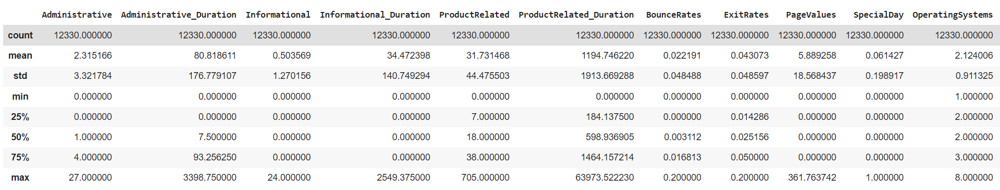 Administrative Administrative_Duration Informational Informational_Duration ProductRelated ProductRelated_Duration BounceRates ExitRates PageValues SpecialDay OperatingSystems
count 12330.000000 12330.000000 12330.000000 12330.000000 12330.000000 12330.000000 12330.000000 12330.000000 12330.000000 12330.000000 12330.000000
mean 2.315166 80.818611 0.503569 34.472398 31.731468 1194.746220 0.022191 0.043073 5.889258 0.061427 2.124006
std 3.321784 176.779107 1.270156 140.749294 44.475503 1913.669288 0.048488 0.048597 18.568437 0.198917 0.911325
min 0.000000 0.000000 0.000000 0.000000 0.000000 0.000000 0.000000 0.000000 0.000000 0.000000 1.000000
25% 0.000000 0.000000 0.000000 0.000000 7.000000 184.137500 0.000000 0.014286 0.000000 0.000000 2.000000
50% 1.000000 7.500000 0.000000 0.000000 18.000000 598.936905 0.003112 0.025156 0.000000 0.000000 2.000000
75% 4.000000 93.256250 0.000000 0.000000 38.000000 1464.157214 0.016813 0.050000 0.000000 0.000000 3.000000
max 27.000000 3398.750000 24.000000 2549.375000 705.000000 63973.522230 0.200000 0.200000 361.763742 1.000000 8.000000